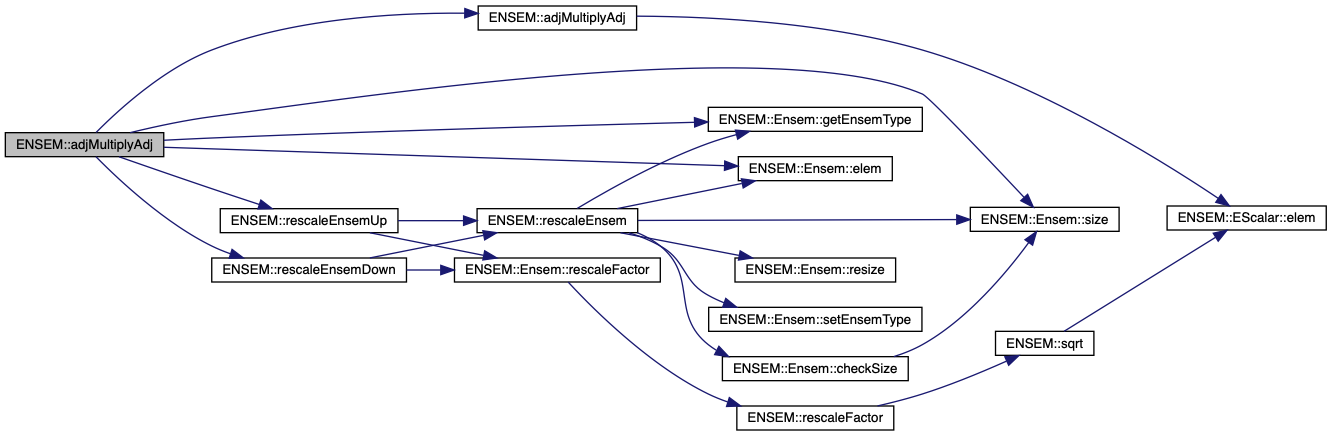 ENSEM::adjMultiplyAdj
ENSEM::adjMultiplyAdj
ENSEM::Ensem::getEnsemType
ENSEM::Ensem::elem
ENSEM::rescaleEnsemUp
ENSEM::rescaleEnsem
ENSEM::Ensem::size
ENSEM::EScalar::elem
ENSEM::rescaleEnsemDown
ENSEM::Ensem::rescaleFactor
ENSEM::Ensem::resize
ENSEM::Ensem::setEnsemType
ENSEM::sqrt
ENSEM::Ensem::checkSize
ENSEM::rescaleFactor